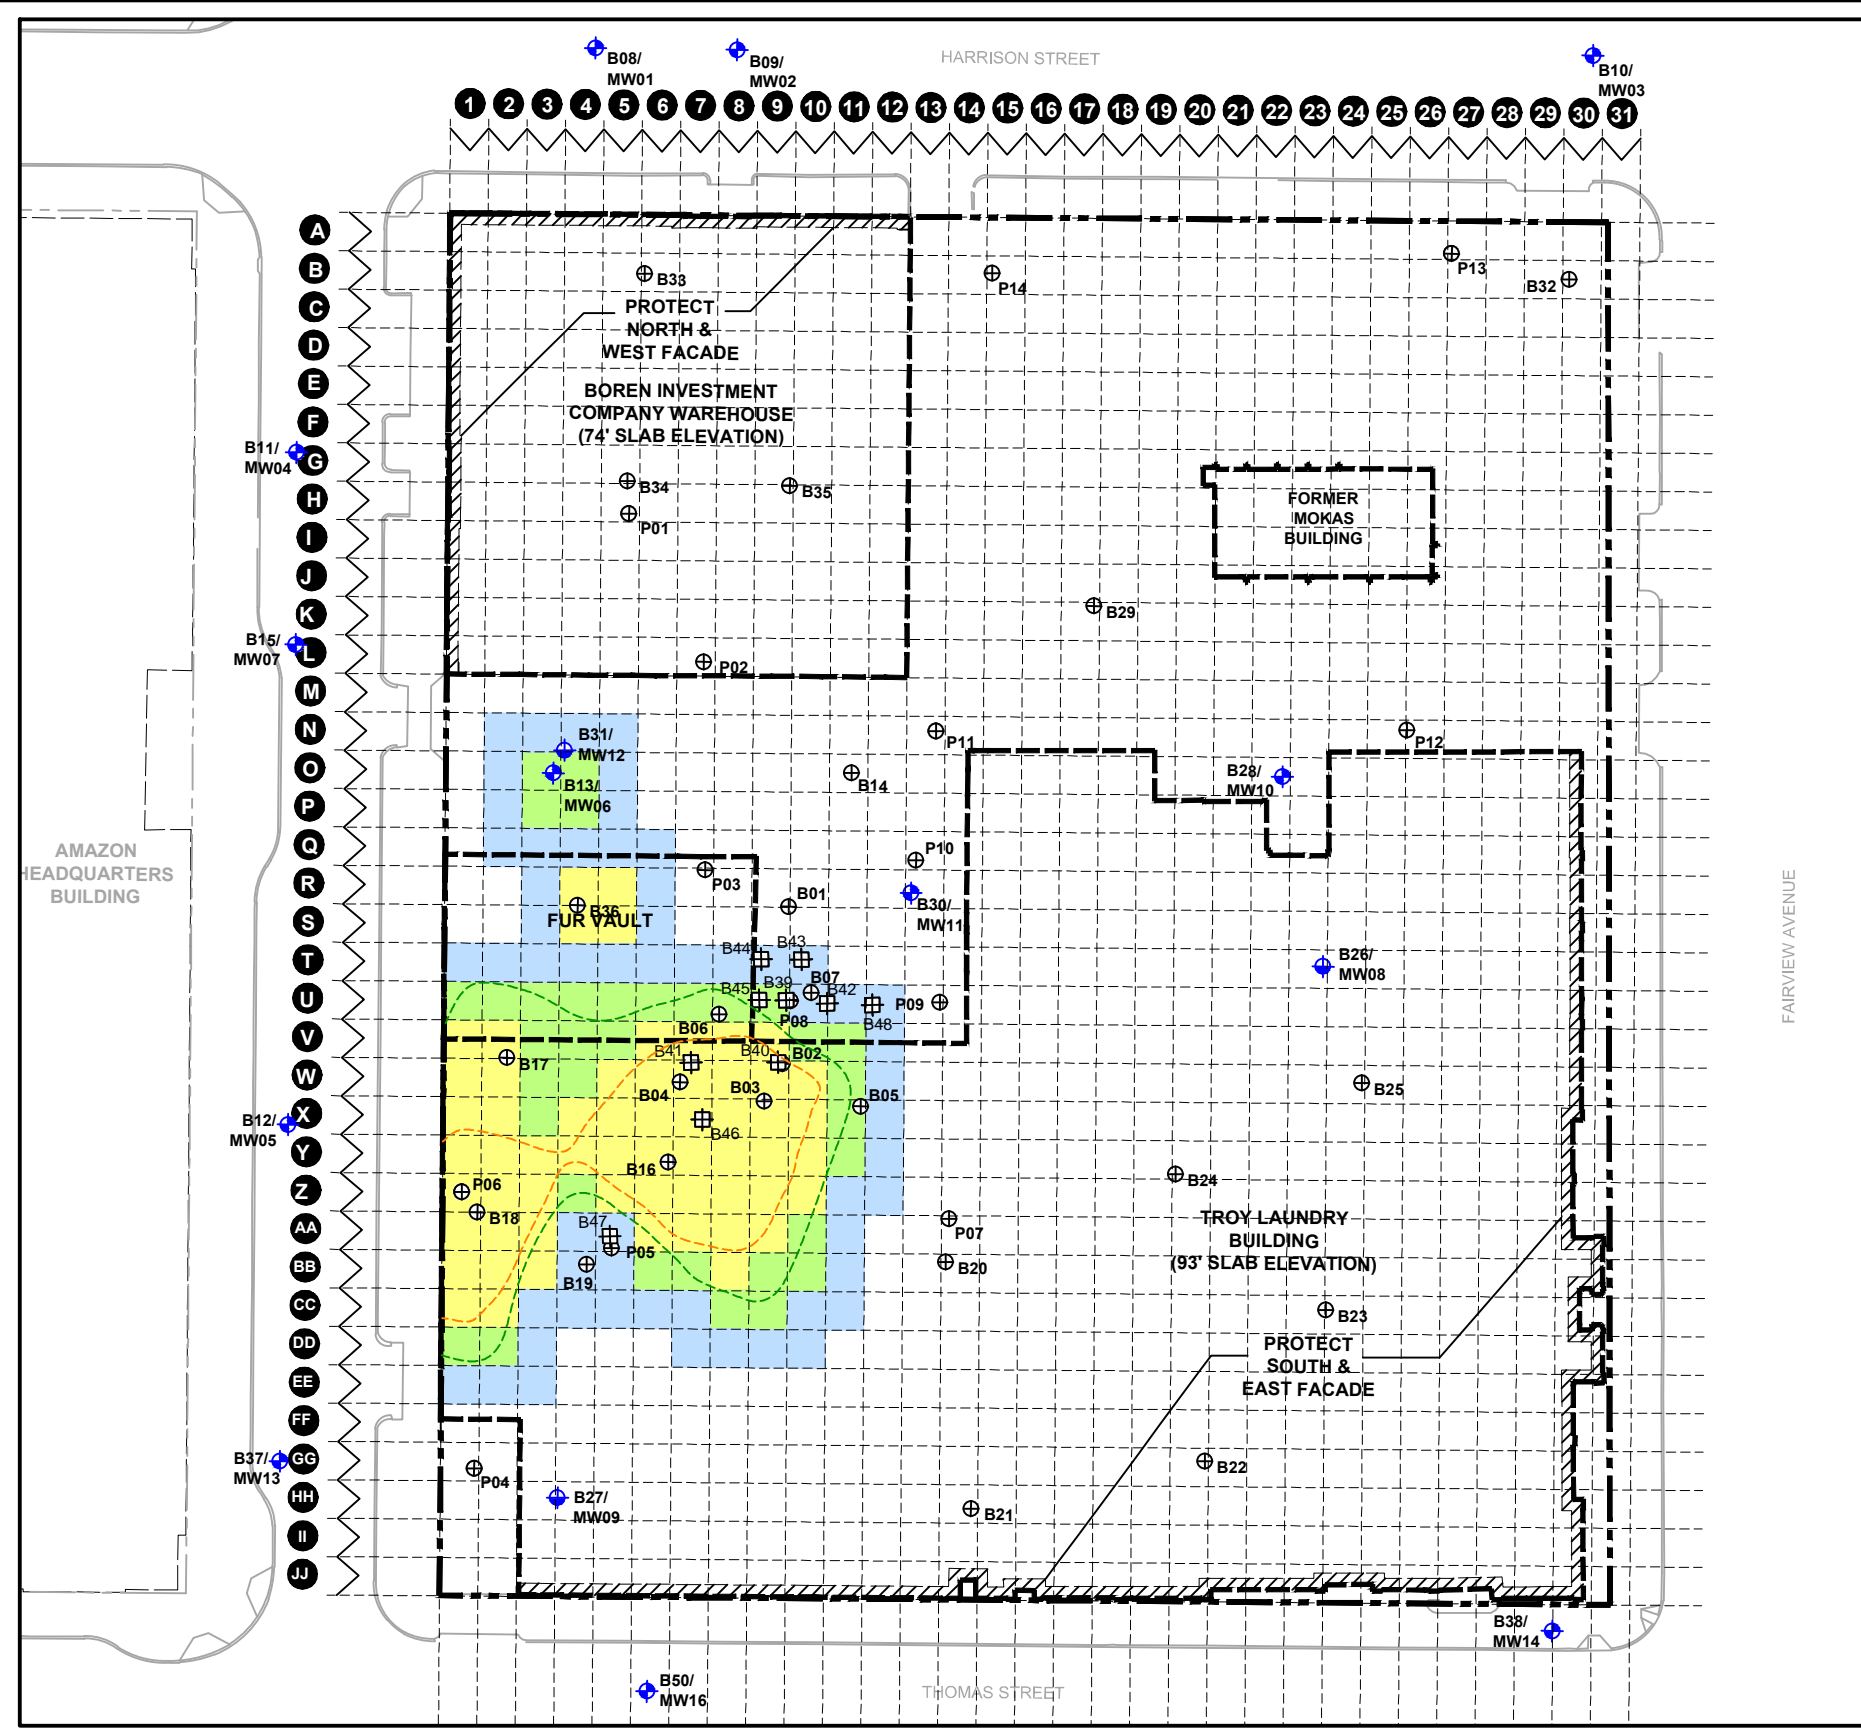 HARRISON STREET
B08/
MW01
B09/
MW02
B10/
MW03
1 2 3 4 5 6 7 8 9 10 11 12 13 14 15 16 17 18 19 20 21 22 23 24 25 26 27 28 29 30 31
A
B
C
D
E
F
G
H
I
J
K
L
M
N
O
P
Q
R
S
T
U
V
W
X
Y
Z
AA
BB
CC
DD
EE
FF
GG
HH
II
JJ
B33
P14
P13
B32
PROTECT
NORTH &
WEST FACADE
BOREN INVESTMENT
COMPANY WAREHOUSE
(74' SLAB ELEVATION)
B11/
MW04
B34
B35
P01
FORMER
MOKAS
BUILDING
B29
B15/
MW07
P02
B31/
MW12
P11
P12
B13/
MW06
B14
B28/
MW10
AMAZON
HEADQUARTERS
BUILDING
P10
P03
B01
B30/
MW11
B36
FUR VAULT
B44
B43
B26/
MW08
B07
B45
B39
B42
P09
P08
B48
B06
FAIRVIEW AVENUE
B17
B41
B40
B02
B04
B03
B05
B25
B12/
MW05
B46
B16
B24
P06
B18
B47
P05
P07
B19
B20
TROY LAUNDRY
BUILDING
(93' SLAB ELEVATION)
B23
PROTECT
SOUTH &
EAST FACADE
B37/
MW13
P04
B22
B27/
MW09
B21
B38/
MW14
B50/
MW16
THOMAS STREET